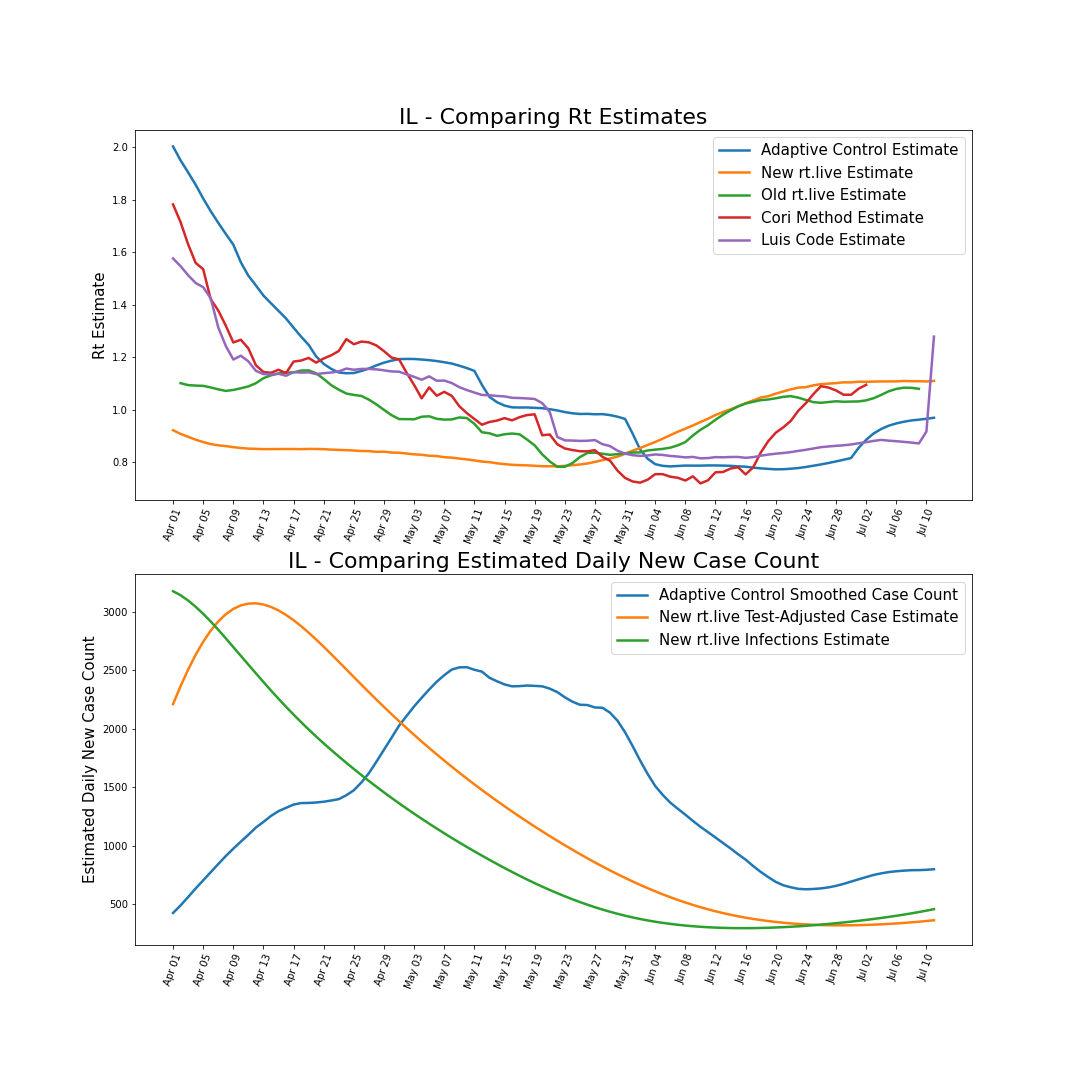 IL - Comparing Rt Estimates
Rt Estimate
2.0
1.8
1.6
1.4
1.2
1.0
0.8
Adaptive Control Estimate
New rt.live Estimate
Old rt.live Estimate
Cori Method Estimate
Luis Code Estimate
Apr 01 Apr 05 Apr 09 Apr 13 Apr 17 Apr 21 Apr 25 Apr 29 May 03 May 07 May 11 May 15 May 19 May 23 May 27 May 31 Jun 04 Jun 08 Jun 12 Jun 16 Jun 20 Jun 24 Jun 28 Jul 02 Jul 06 Jul 10
IL - Comparing Estimated Daily New Case Count
Estimated Daily New Case Count
3000
2500
2000
1500
1000
500
Adaptive Control Smoothed Case Count
New rt.live Test-Adjusted Case Estimate
New rt.live Infections Estimate
Apr 01 Apr 05 Apr 09 Apr 13 Apr 17 Apr 21 Apr 25 Apr 29 May 03 May 07 May 11 May 15 May 19 May 23 May 27 May 31 Jun 04 Jun 08 Jun 12 Jun 16 Jun 20 Jun 24 Jun 28 Jul 02 Jul 06 Jul 10